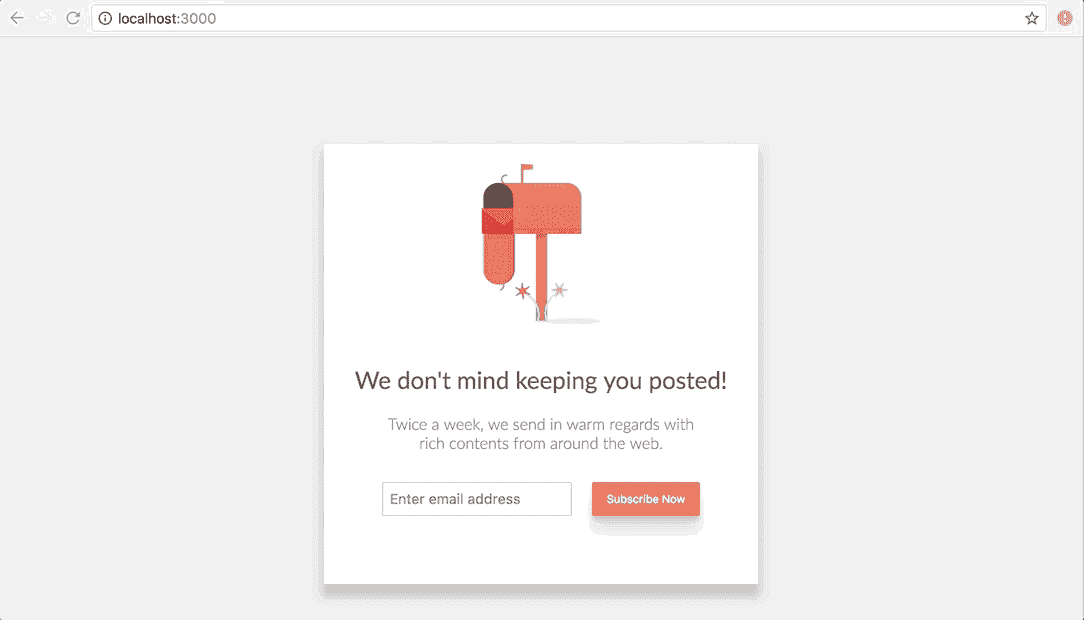 localhost:3000
We don't mind keeping you posted!
Twice a week, we send in warm regards with
rich contents from around the web.
Enter email address
Subscribe Now